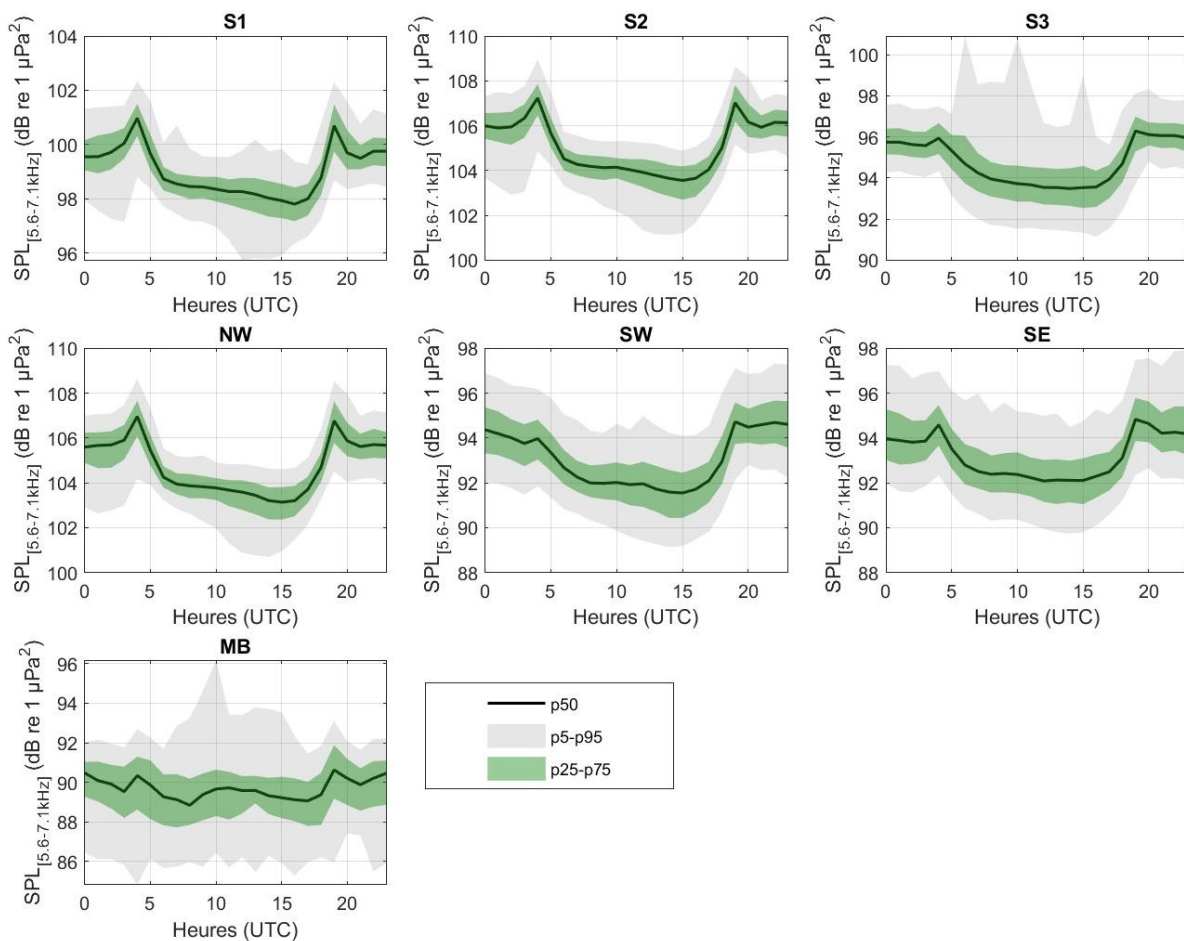 S1
104
102
100
98
96
0 5 10 15 20
SPL[5.6-7.1kHz] (dB re 1 µPa²)
Heures (UTC)
S2
110
108
106
104
102
100
0 5 10 15 20
SPL[5.6-7.1kHz] (dB re 1 µPa²)
Heures (UTC)
S3
100
98
96
94
92
90
0 5 10 15 20
SPL[5.6-7.1kHz] (dB re 1 µPa²)
Heures (UTC)
NW
110
108
106
104
102
100
0 5 10 15 20
SPL[5.6-7.1kHz] (dB re 1 µPa²)
Heures (UTC)
SW
98
96
94
92
90
88
0 5 10 15 20
SPL[5.6-7.1kHz] (dB re 1 µPa²)
Heures (UTC)
SE
98
96
94
92
90
88
0 5 10 15 20
SPL[5.6-7.1kHz] (dB re 1 µPa²)
Heures (UTC)
MB
96
94
92
90
88
86
0 5 10 15 20
SPL[5.6-7.1kHz] (dB re 1 µPa²)
Heures (UTC)
p50
p5-p95
p25-p75